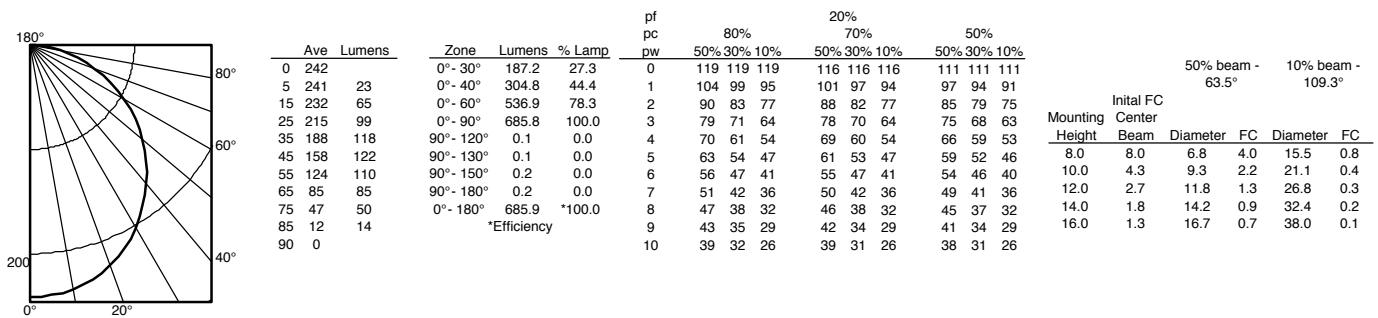 180°
80°
60°
40°
200
0° 20°
Ave Lumens
0 242
5 241 23
15 232 65
25 215 99
35 188 118
45 158 122
55 124 110
65 85 85
75 47 50
85 12 14
90 0
Zone Lumens % Lamp
0°- 30° 187.2 27.3
0°- 40° 304.8 44.4
0°- 60° 536.9 78.3
0°- 90° 685.8 100.0
90°- 120° 0.1 0.0
90°- 130° 0.1 0.0
90°- 150° 0.2 0.0
90°- 180° 0.2 0.0
0°- 180° 685.9 *100.0
*Efficiency
pf 20%
pc 80% 70% 50%
pw 50% 30% 10% 50% 30% 10% 50% 30% 10%
0 119 119 119 116 116 116 111 111 111
1 104 99 95 101 97 94 97 94 91
2 90 83 77 88 82 77 85 79 75
3 79 71 64 78 70 64 75 68 63
4 70 61 54 69 60 54 66 59 53
5 63 54 47 61 53 47 59 52 46
6 56 47 41 55 47 41 54 46 40
7 51 42 36 50 42 36 49 41 36
8 47 38 32 46 38 32 45 37 32
9 43 35 29 42 34 29 41 34 29
10 39 32 26 39 31 26 38 31 26
50% beam - 10% beam -
63.5° 109.3°
Inital FC
Mounting Center
Height Beam Diameter FC Diameter FC
8.0 8.0 6.8 4.0 15.5 0.8
10.0 4.3 9.3 2.2 21.1 0.4
12.0 2.7 11.8 1.3 26.8 0.3
14.0 1.8 14.2 0.9 32.4 0.2
16.0 1.3 16.7 0.7 38.0 0.1